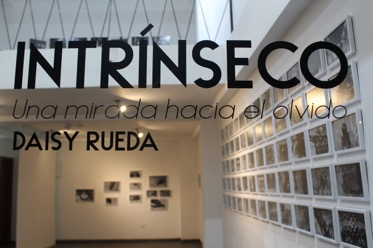 INTRÍNSECO
Una mirada hacia el olvido
DAISY RUEDA